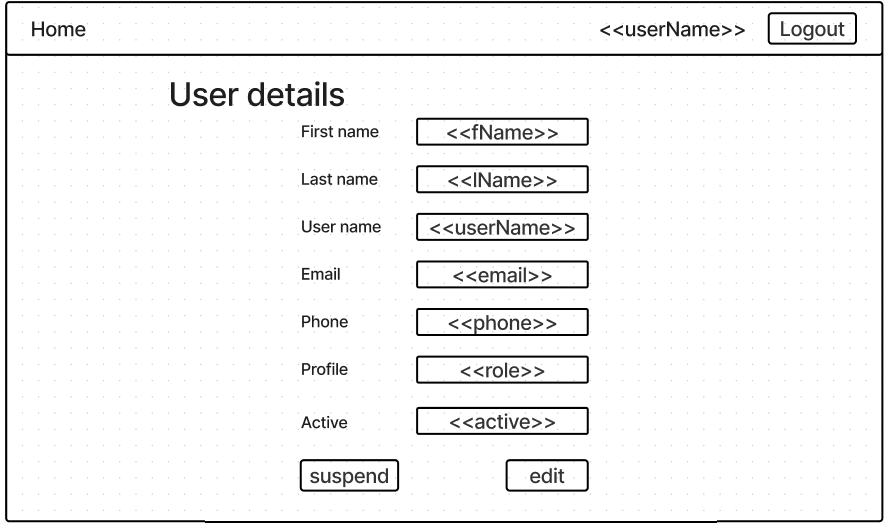 Home <<userName>> Logout
User details
First name <<fName>>
Last name <<lName>>
User name <<userName>>
Email <<email>>
Phone <<phone>>
Profile <<role>>
Active <<active>>
suspend edit